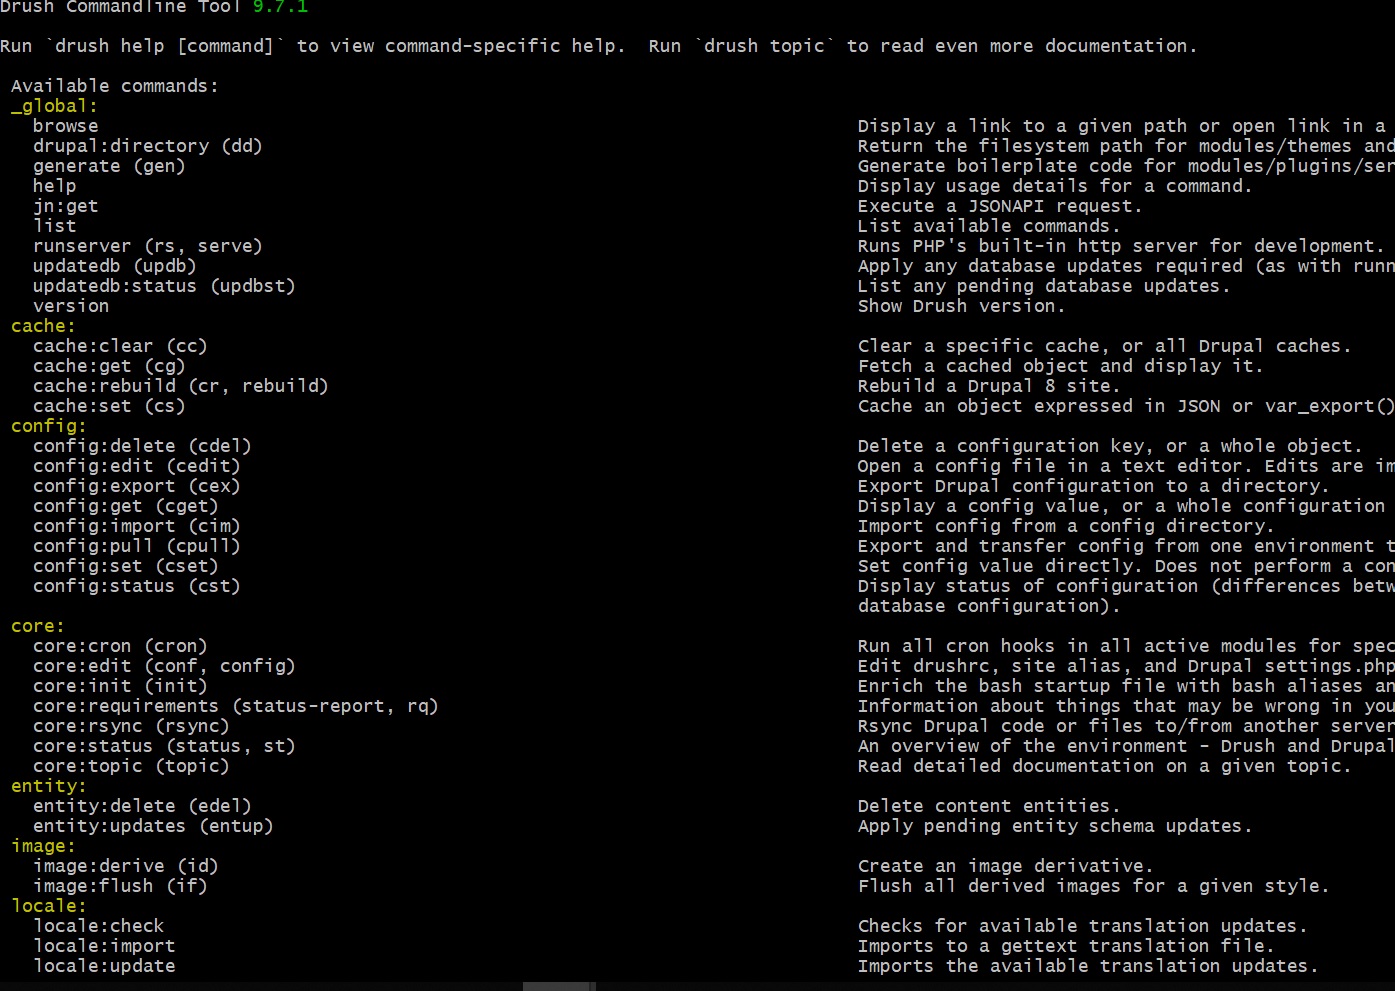 Drush Commandline Tool 9.7.1
Run `drush help [command]` to view command-specific help.  Run `drush topic` to read even more documentation.
Available commands:
_global:
browse Display a link to a given path or open link in a
drupal:directory (dd) Return the filesystem path for modules/themes and
generate (gen) Generate boilerplate code for modules/plugins/ser
help Display usage details for a command.
jn:get Execute a JSONAPI request.
list List available commands.
runserver (rs, serve) Runs PHP's built-in http server for development.
updatedb (updb) Apply any database updates required (as with runn
updatedb:status (updbst) List any pending database updates.
version Show Drush version.
cache:
cache:clear (cc) Clear a specific cache, or all Drupal caches.
cache:get (cg) Fetch a cached object and display it.
cache:rebuild (cr, rebuild) Rebuild a Drupal 8 site.
cache:set (cs) Cache an object expressed in JSON or var_export()
config:
config:delete (cdel) Delete a configuration key, or a whole object.
config:edit (cedit) Open a config file in a text editor. Edits are im
config:export (cex) Export Drupal configuration to a directory.
config:get (cget) Display a config value, or a whole configuration
config:import (cim) Import config from a config directory.
config:pull (cpull) Export and transfer config from one environment t
config:set (cset) Set config value directly. Does not perform a con
config:status (cst) Display status of configuration (differences betw
database configuration).
core:
core:cron (cron) Run all cron hooks in all active modules for spec
core:edit (conf, config) Edit drushrc, site alias, and Drupal settings.php
core:init (init) Enrich the bash startup file with bash aliases an
core:requirements (status-report, rq) Information about things that may be wrong in you
core:rsync (rsync) Rsync Drupal code or files to/from another server
core:status (status, st) An overview of the environment - Drush and Drupal
core:topic (topic) Read detailed documentation on a given topic.
entity:
entity:delete (edel) Delete content entities.
entity:updates (entup) Apply pending entity schema updates.
image:
image:derive (id) Create an image derivative.
image:flush (if) Flush all derived images for a given style.
locale:
locale:check Checks for available translation updates.
locale:import Imports to a gettext translation file.
locale:update Imports the available translation updates.